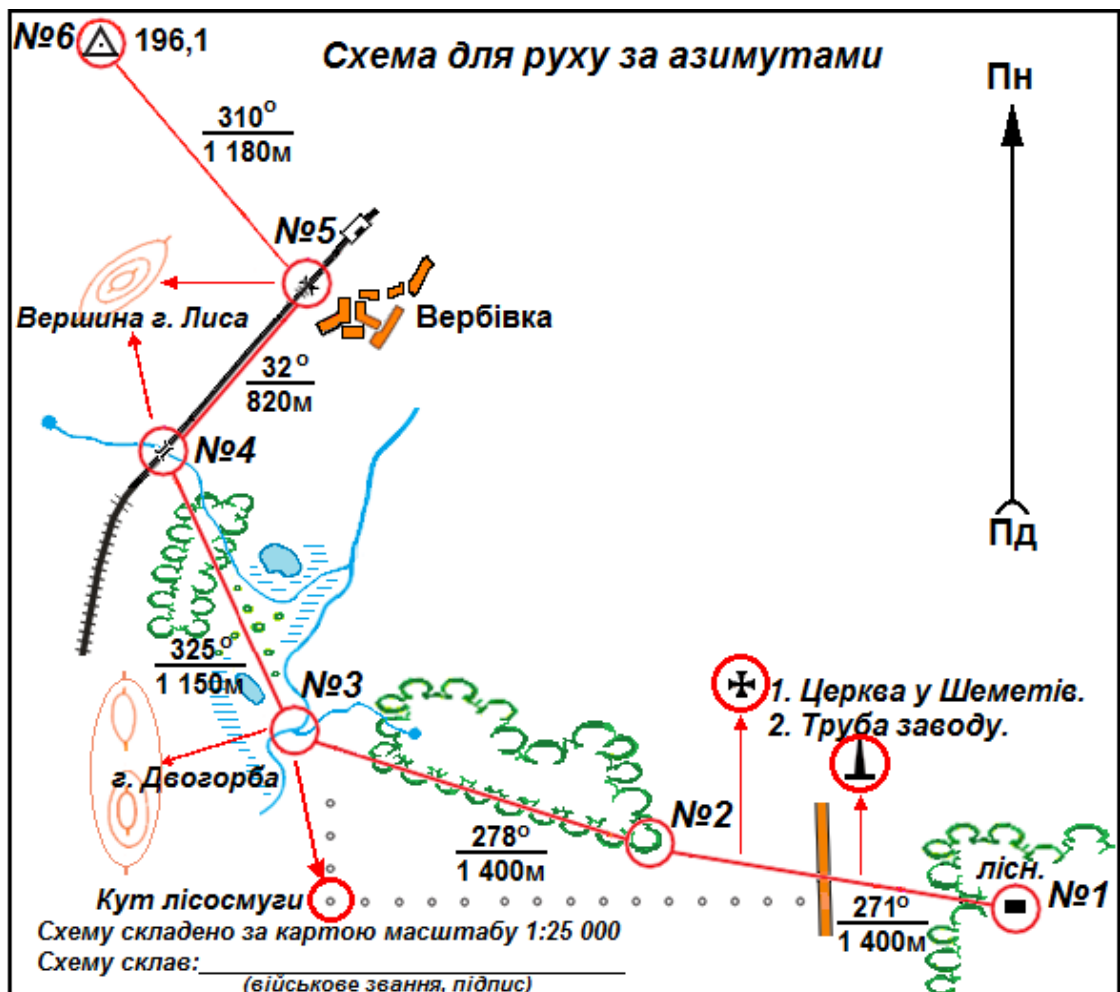 №6 196,1
Схема для руху за азимутами
Пн
310°
1 180м
№5
Вершина г. Лиса
Вербівка
32°
820м
№4
Пд
325°
1 150м
№3
1. Церква у Шеметів.
2. Труба заводу.
г. Двогорба
№2
278°
1 400м
лісн.
№1
Кут лісосмуги
271°
1 400м
Схему складено за картою масштабу 1:25 000
Схему склав:
(військове звання, підпис)